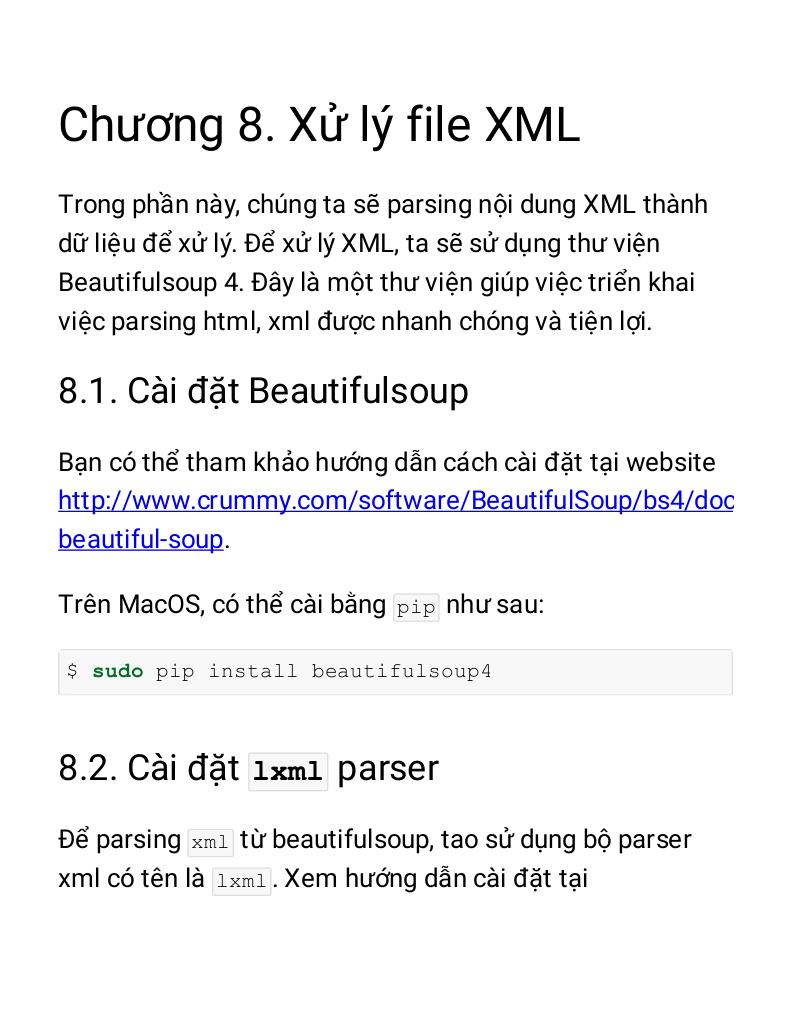 Chương 8. Xử lý file XML
Trong phần này, chúng ta sẽ parsing nội dung XML thành
dữ liệu để xử lý. Để xử lý XML, ta sẽ sử dụng thư viện
Beautifulsoup 4. Đây là một thư viện giúp việc triển khai
việc parsing html, xml được nhanh chóng và tiện lợi.
8.1. Cài đặt Beautifulsoup
Bạn có thể tham khảo hướng dẫn cách cài đặt tại website
http://www.crummy.com/software/BeautifulSoup/bs4/doc
beautiful-soup.
Trên MacOS, có thể cài bằng pip như sau:
$ sudo pip install beautifulsoup4
8.2. Cài đặt lxml parser
Để parsing xml từ beautifulsoup, tao sử dụng bộ parser
xml có tên là lxml. Xem hướng dẫn cài đặt tại